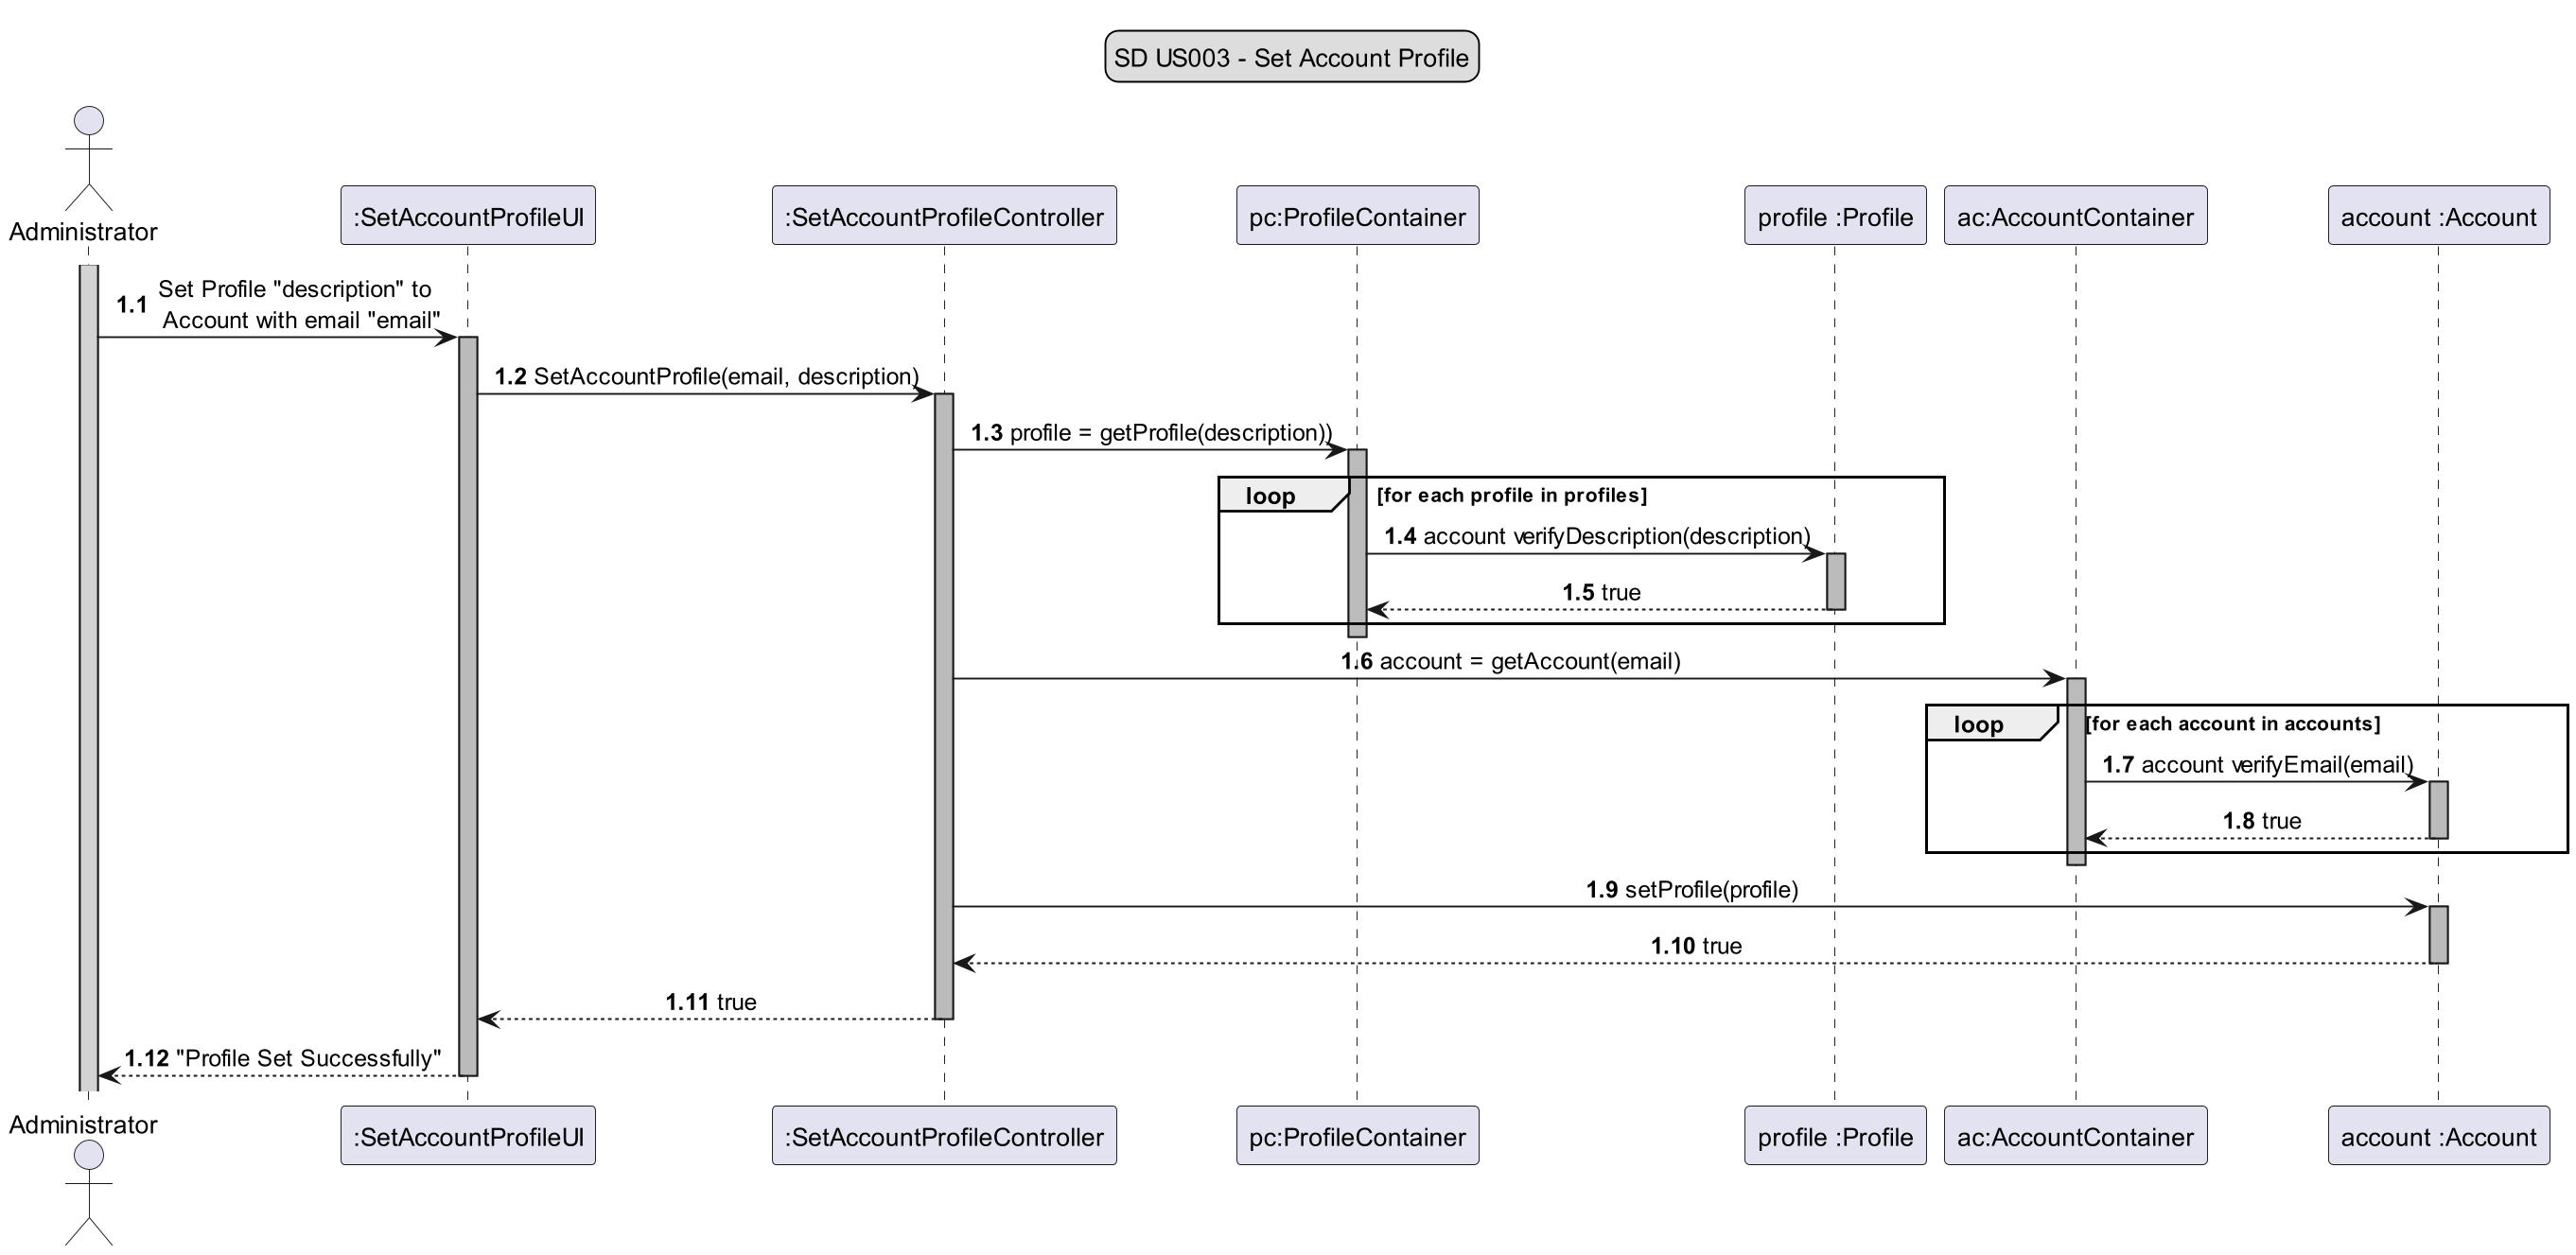 SD US003 - Set Account Profile
Administrator
:SetAccountProfileUI
:SetAccountProfileController
pc:ProfileContainer
profile :Profile
ac:AccountContainer
account :Account
1.1 Set Profile "description" to
Account with email "email"
1.2 SetAccountProfile(email, description)
1.3 profile = getProfile(description))
loop [for each profile in profiles]
1.4 account verifyDescription(description)
1.5 true
1.6 account = getAccount(email)
loop [for each account in accounts]
1.7 account verifyEmail(email)
1.8 true
1.9 setProfile(profile)
1.10 true
1.11 true
1.12 "Profile Set Successfully"
Administrator
:SetAccountProfileUI
:SetAccountProfileController
pc:ProfileContainer
profile :Profile
ac:AccountContainer
account :Account